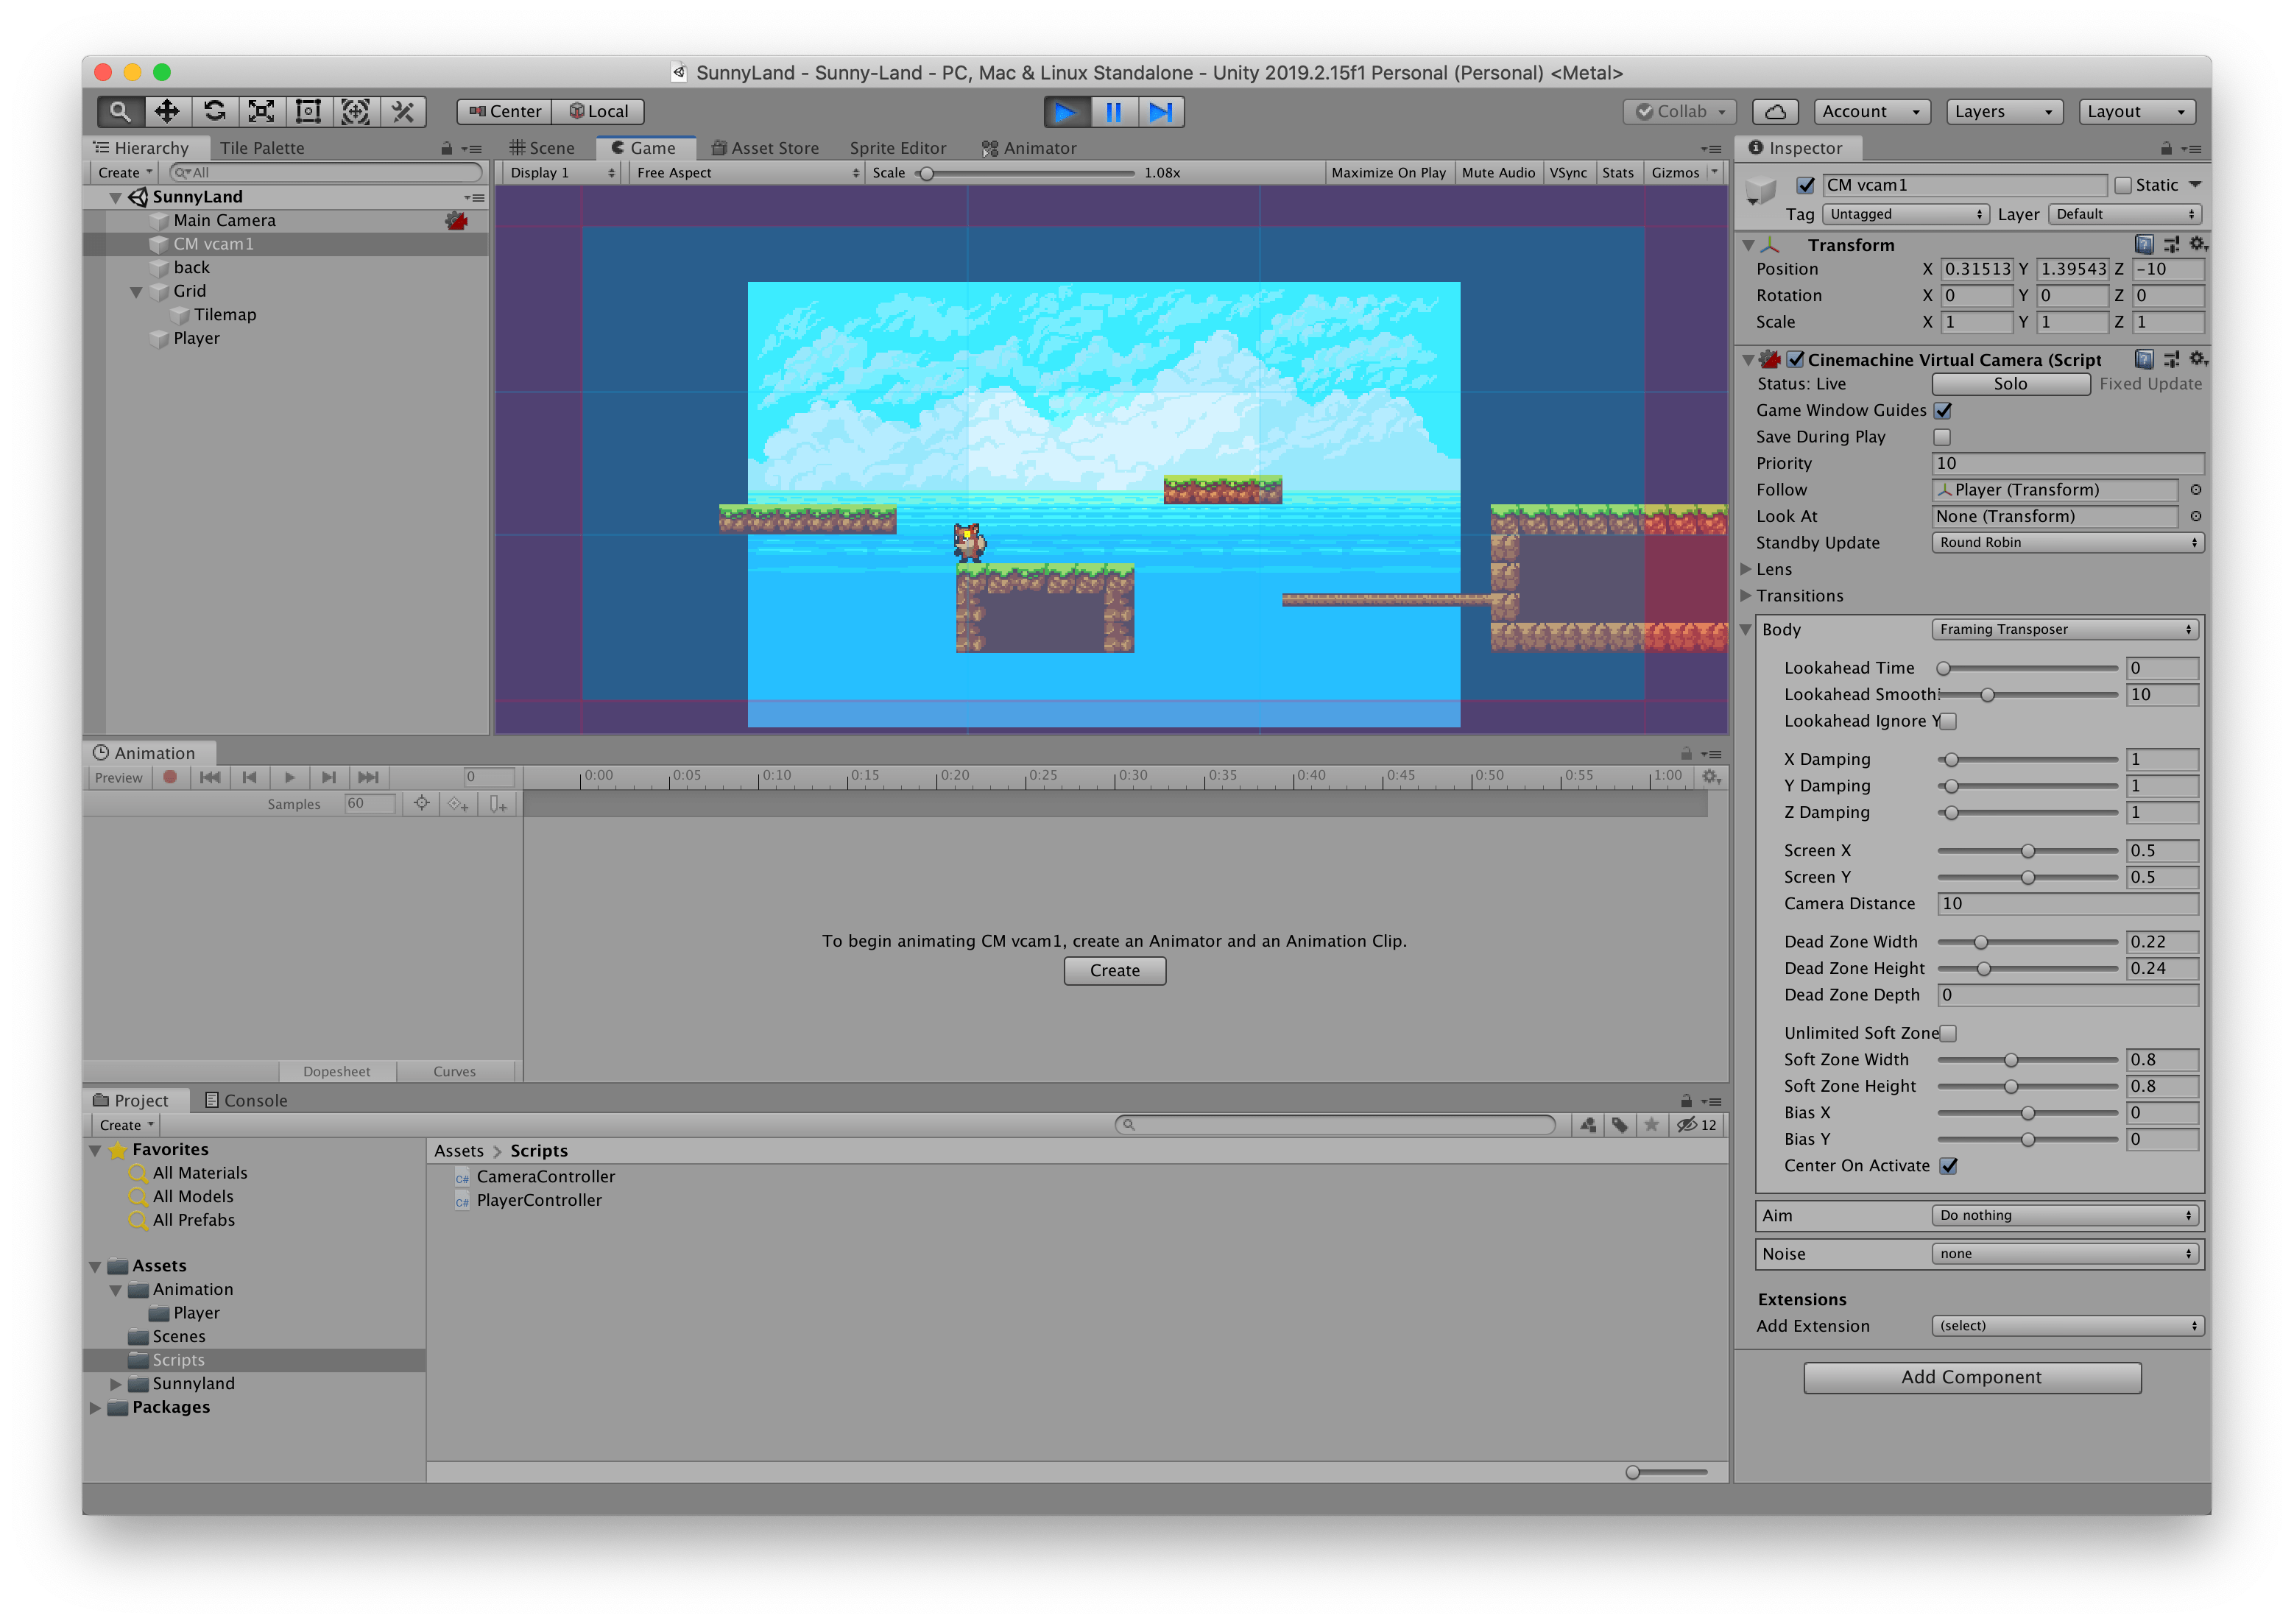 SunnyLand - Sunny-Land - PC, Mac & Linux Standalone - Unity 2019.2.15f1 Personal (Personal) <Metal>
Center Local Collab Account Layers Layout
Hierarchy Tile Palette
Create All
SunnyLand
Main Camera
CM vcam1
back
Grid
Tilemap
Player
Scene Game Asset Store Sprite Editor Animator
Display 1 Free Aspect Scale 1.08x Maximize On Play Mute Audio VSync Stats Gizmos
Inspector
CM vcam1 Static
Tag Untagged Layer Default
Transform
Position X 0.31513 Y 1.39543 Z -10
Rotation X 0 Y 0 Z 0
Scale X 1 Y 1 Z 1
Cinemachine Virtual Camera (Script
Status: Live Solo Fixed Update
Game Window Guides
Save During Play
Priority 10
Follow Player (Transform)
Look At None (Transform)
Standby Update Round Robin
Lens
Transitions
Body Framing Transposer
Lookahead Time 0
Lookahead Smoothi 10
Lookahead Ignore Y
X Damping 1
Y Damping 1
Z Damping 1
Screen X 0.5
Screen Y 0.5
Camera Distance 10
Dead Zone Width 0.22
Dead Zone Height 0.24
Dead Zone Depth 0
Unlimited Soft Zone
Soft Zone Width 0.8
Soft Zone Height 0.8
Bias X 0
Bias Y 0
Center On Activate
Aim Do nothing
Noise none
Extensions
Add Extension (select)
Add Component
Animation
Preview 0 0:00 0:05 0:10 0:15 0:20 0:25 0:30 0:35 0:40 0:45 0:50 0:55 1:00
Samples 60
To begin animating CM vcam1, create an Animator and an Animation Clip.
Create
Dopesheet Curves
Project Console
Create 12
Favorites
All Materials
All Models
All Prefabs
Assets
Animation
Player
Scenes
Scripts
Sunnyland
Packages
Assets > Scripts
C# CameraController
C# PlayerController